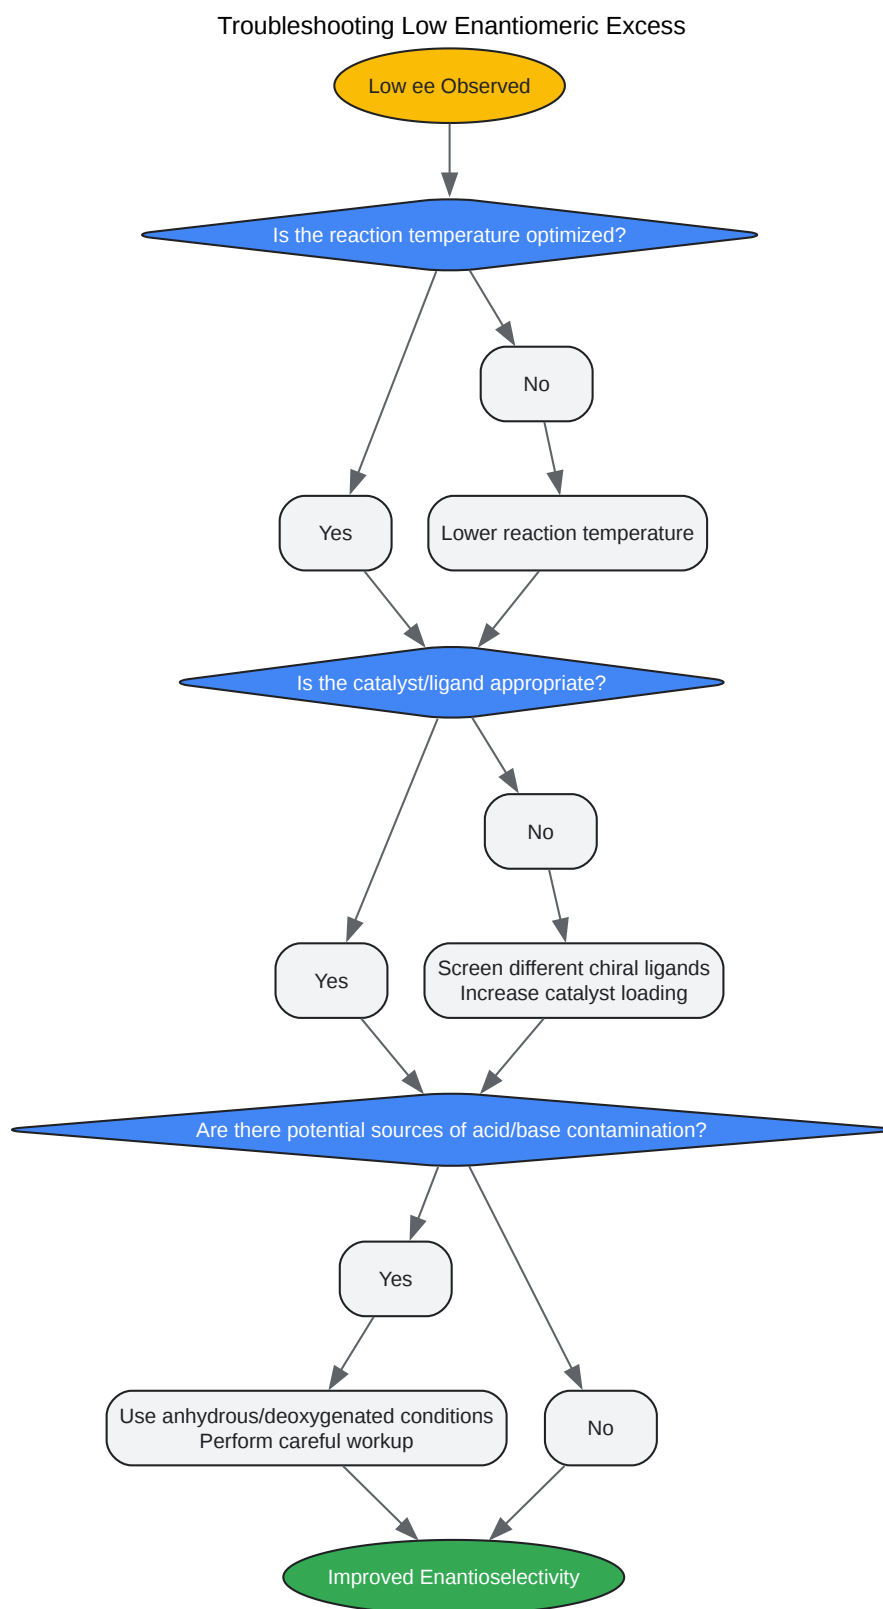 Troubleshooting Low Enantiomeric Excess
Low ee Observed
Is the reaction temperature optimized?
No
Yes
Lower reaction temperature
Is the catalyst/ligand appropriate?
No
Yes
Screen different chiral ligands
Increase catalyst loading
Are there potential sources of acid/base contamination?
Yes
Use anhydrous/deoxygenated conditions
Perform careful workup
No
Improved Enantioselectivity